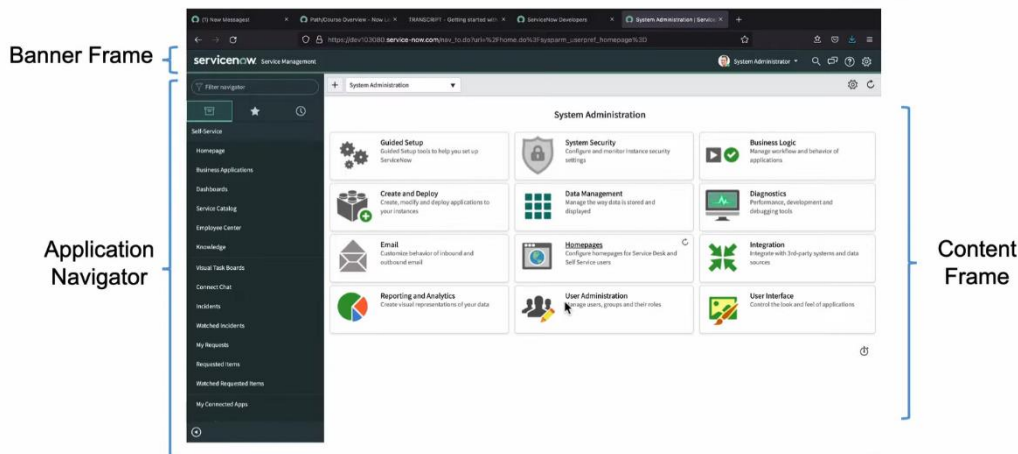 (1) New Messages!
Path/Course Overview - Now Le
TRANSCRIPT - Getting started with
ServiceNow Developers
System Administration | Service
https://dev103080.service-now.com/nav_to.do?uri=%2Fhome.do%3Fsysparm_userpref_homepage%3D
Banner Frame
servicenow Service Management
System Administrator
Filter navigator
System Administration
System Administration
Self-Service
Homepage
Business Applications
Dashboards
Service Catalog
Employee Center
Knowledge
Visual Task Boards
Connect Chat
Incidents
Watched Incidents
My Requests
Requested Items
Watched Requested Items
My Connected Apps
Application
Navigator
Guided Setup
Guided Setup tools to help you set up
ServiceNow
System Security
Configure and monitor instance security
settings
Business Logic
Manage workflow and behavior of
applications
Create and Deploy
Create, modify and deploy applications to
your instances
Data Management
Manage the way data is stored and
displayed
Diagnostics
Performance, development and
debugging tools
Email
Customize behavior of inbound and
outbound email
Homepages
Configure homepages for Service Desk and
Self Service users
Integration
Integrate with 3rd-party systems and data
sources
Reporting and Analytics
Create visual representations of your data
User Administration
Manage users, groups and their roles
User Interface
Control the look and feel of applications
Content
Frame